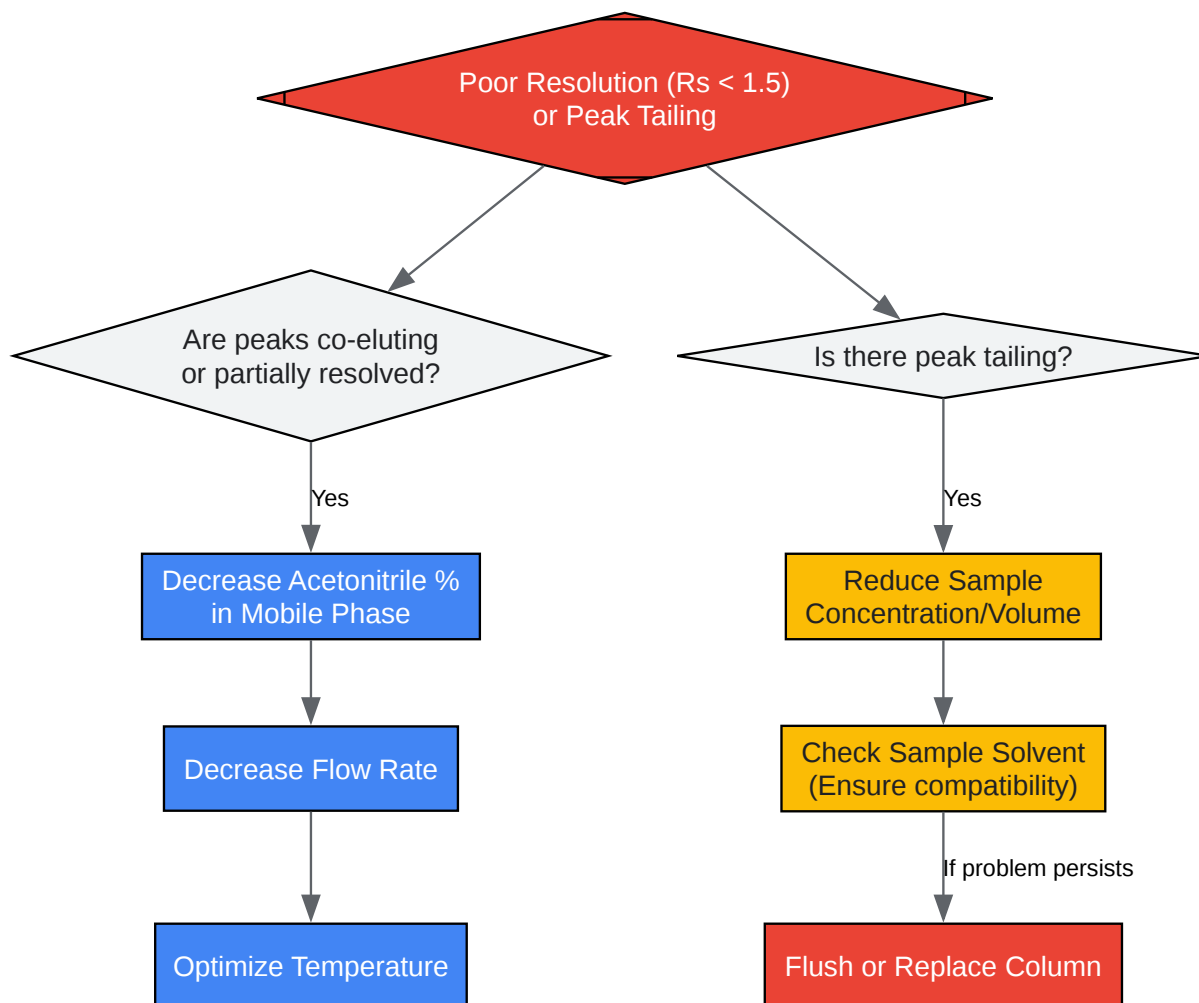 Poor Resolution (Rs < 1.5)
or Peak Tailing
Are peaks co-eluting
or partially resolved?
Is there peak tailing?
Yes
Yes
Decrease Acetonitrile %
in Mobile Phase
Reduce Sample
Concentration/Volume
Decrease Flow Rate
Check Sample Solvent
(Ensure compatibility)
If problem persists
Optimize Temperature
Flush or Replace Column